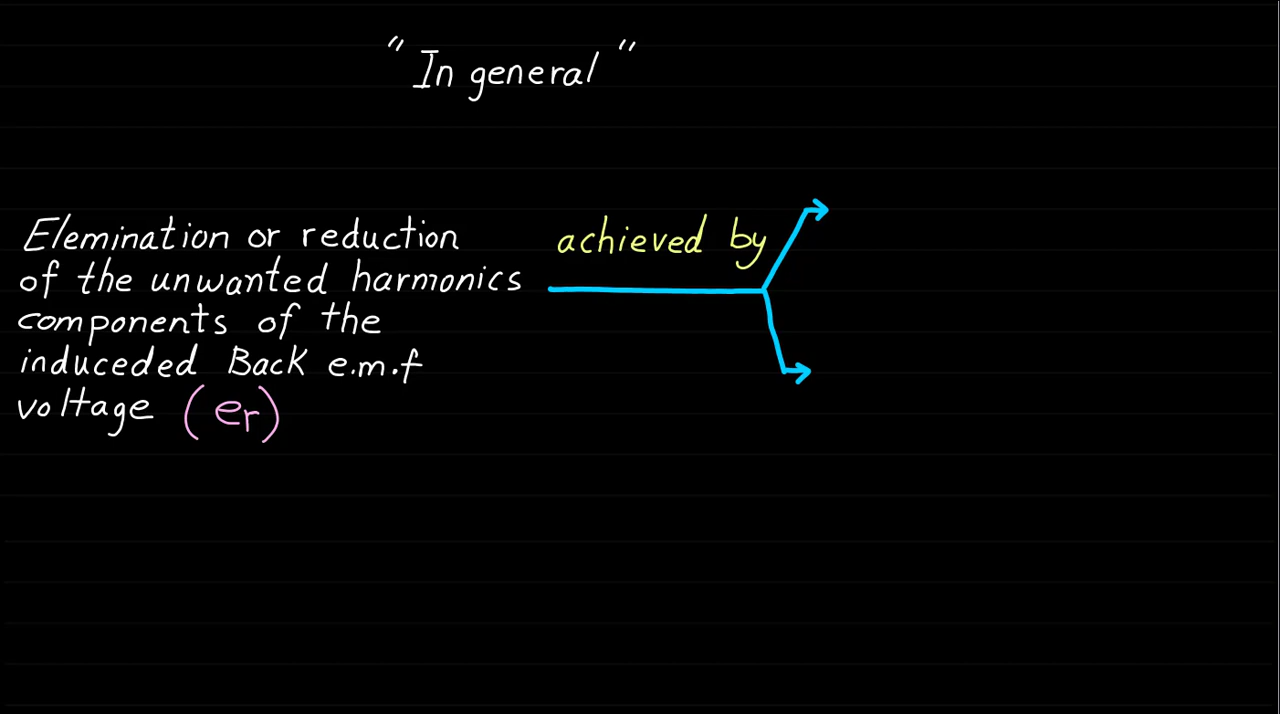 "In general"
Elemination or reduction
of the unwanted harmonics
components of the
induceded Back e.m.f
voltage (er)
achieved by